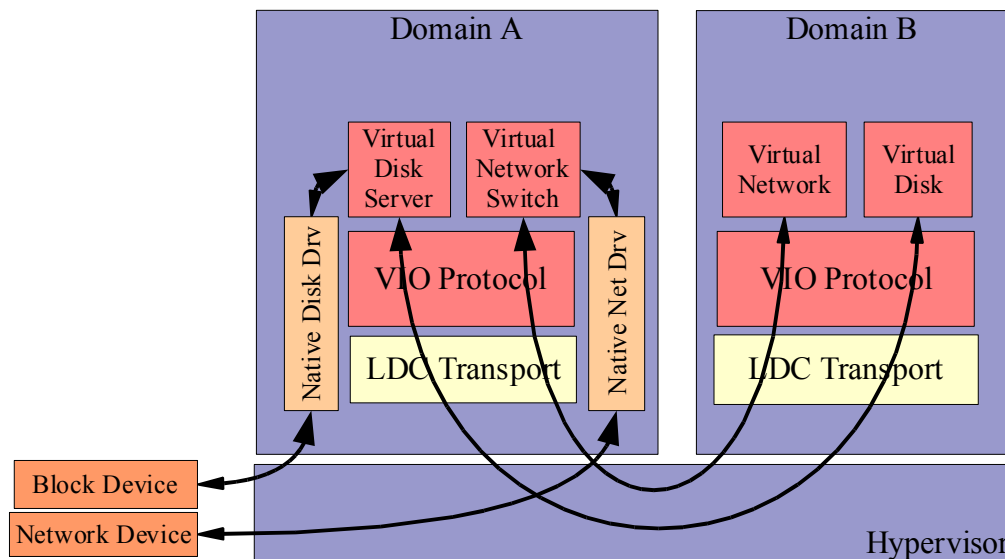 Domain A
Virtual
Disk
Server
Virtual
Network
Switch
Native Disk Drv
VIO Protocol
Native Net Drv
LDC Transport
Domain B
Virtual
Network
Virtual
Disk
VIO Protocol
LDC Transport
Block Device
Network Device
Hypervisor